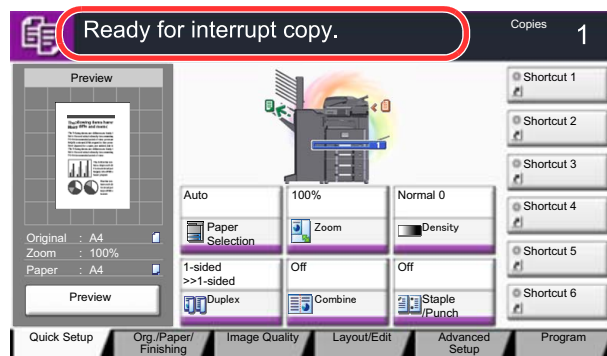 Ready for interrupt copy.
Copies
1
Preview
Original : A4
Zoom : 100%
Paper : A4
Preview
1
Auto
Paper
Selection
100%
Zoom
Normal 0
Density
1-sided
>>1-sided
Duplex
Off
Combine
Off
Staple
/Punch
Shortcut 1
Shortcut 2
Shortcut 3
Shortcut 4
Shortcut 5
Shortcut 6
Quick Setup
Org./Paper/
Finishing
Image Quality
Layout/Edit
Advanced
Setup
Program